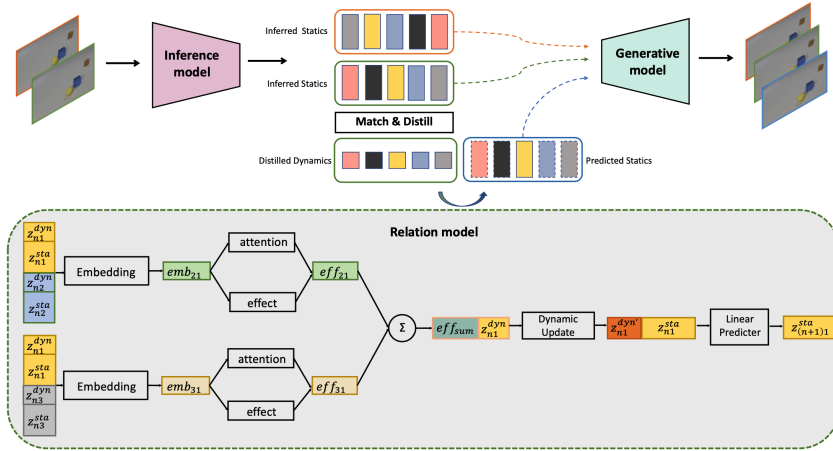 Inferred Statics
Inference model
Generative model
Inferred Statics
Match & Distill
Distilled Dynamics
Predicted Statics
Relation model
z_{n1}^{dyn}
z_{n1}^{sta}
z_{n2}^{dyn}
z_{n2}^{sta}
Embedding
emb_{21}
attention
effect
eff_{21}
z_{n1}^{dyn}
z_{n1}^{sta}
z_{n3}^{dyn}
z_{n3}^{sta}
Embedding
emb_{31}
attention
effect
eff_{31}
Σ
eff_{sum}
z_{n1}^{dyn}
Dynamic
Update
z_{n1}^{dyn'}
z_{n1}^{sta}
Linear
Predicter
z_{(n+1)1}^{sta}